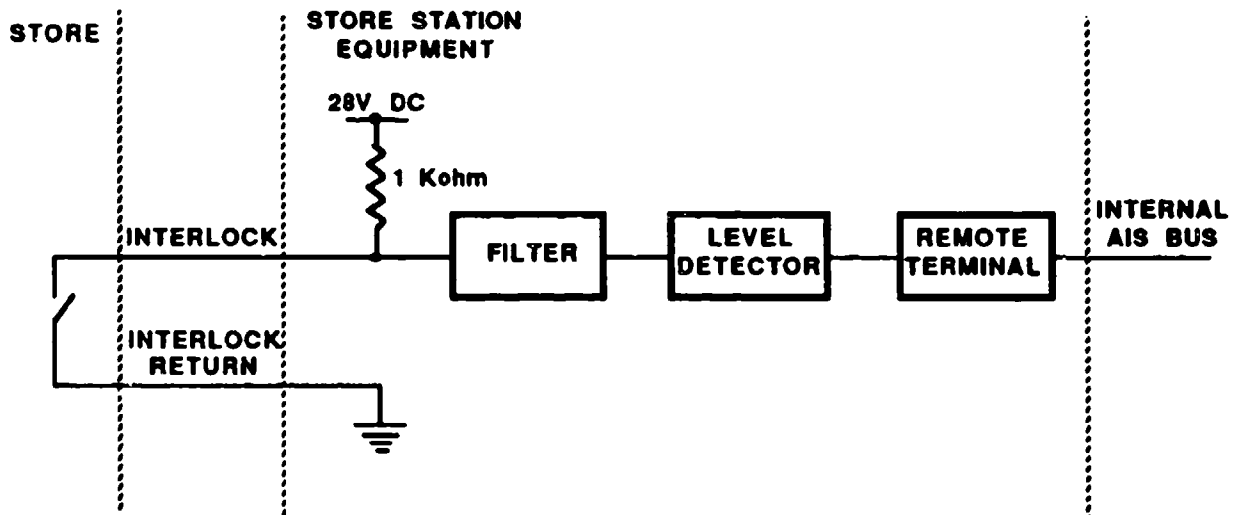 STORE
STORE STATION
EQUIPMENT
28V DC
1 Kohm
INTERLOCK
FILTER
LEVEL
DETECTOR
REMOTE
TERMINAL
INTERNAL
AIS BUS
INTERLOCK
RETURN